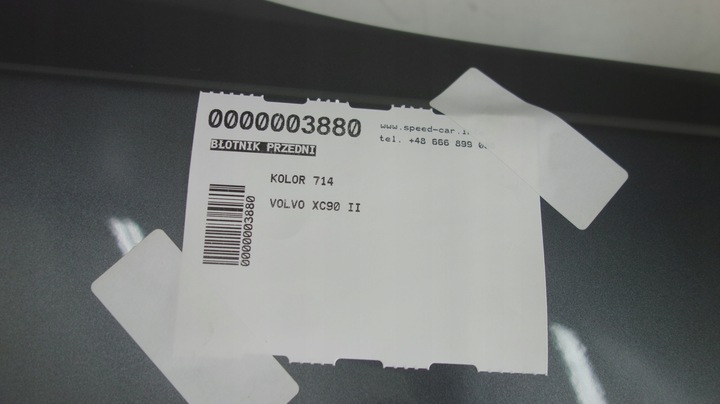 0000003880
BŁOTNIK PRZEDNI
www.speed-car.
tel. +48 666 899
KOLOR 714
VOLVO XC90 II
0000003880